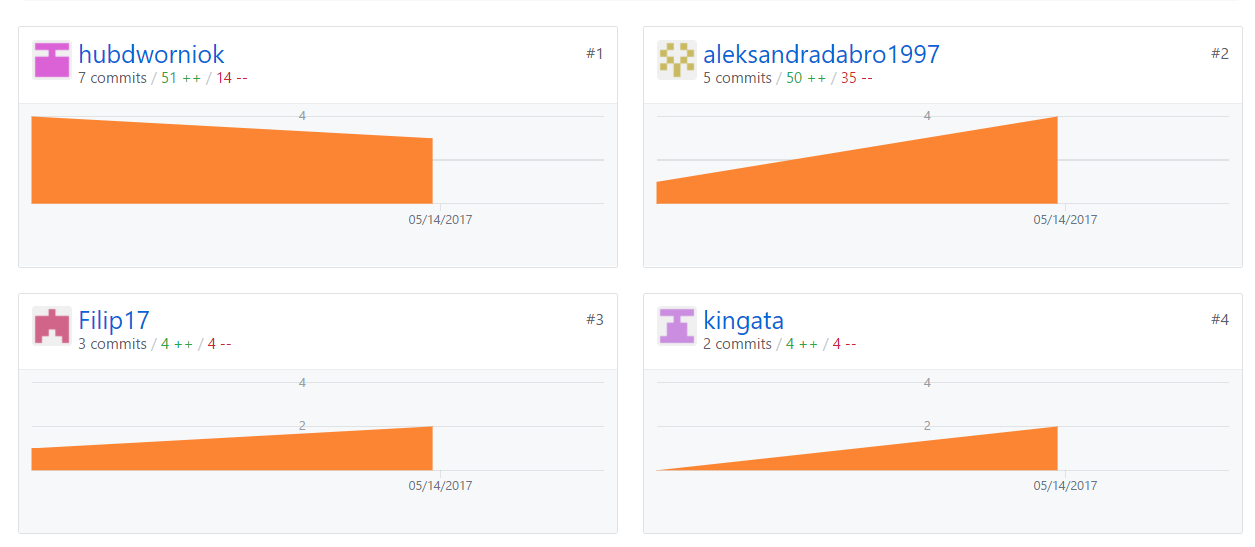 hubdworniok
#1
7 commits / 51 ++ / 14 --
4
05/14/2017
aleksandradabro1997
#2
5 commits / 50 ++ / 35 --
4
05/14/2017
Filip17
#3
3 commits / 4 ++ / 4 --
4
2
05/14/2017
kingata
#4
2 commits / 4 ++ / 4 --
4
2
05/14/2017